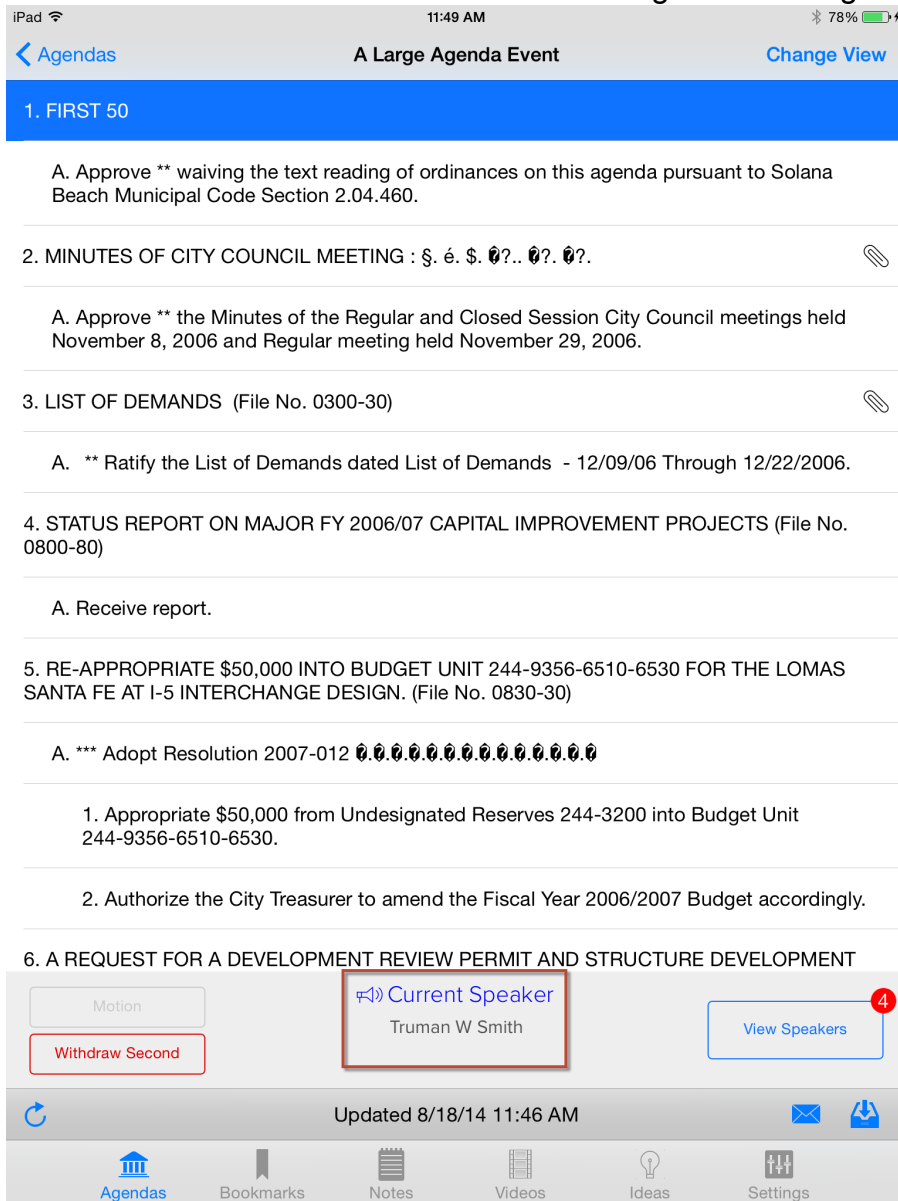 iPad 11:49 AM 78%
Agendas A Large Agenda Event Change View
1. FIRST 50
A. Approve ** waiving the text reading of ordinances on this agenda pursuant to Solana
Beach Municipal Code Section 2.04.460.
2. MINUTES OF CITY COUNCIL MEETING : §. é. $. �?.. �?. �?.
A. Approve ** the Minutes of the Regular and Closed Session City Council meetings held
November 8, 2006 and Regular meeting held November 29, 2006.
3. LIST OF DEMANDS (File No. 0300-30)
A. ** Ratify the List of Demands dated List of Demands - 12/09/06 Through 12/22/2006.
4. STATUS REPORT ON MAJOR FY 2006/07 CAPITAL IMPROVEMENT PROJECTS (File No.
0800-80)
A. Receive report.
5. RE-APPROPRIATE $50,000 INTO BUDGET UNIT 244-9356-6510-6530 FOR THE LOMAS
SANTA FE AT I-5 INTERCHANGE DESIGN. (File No. 0830-30)
A. *** Adopt Resolution 2007-012 �.�.�.�.�.�.�.�.�.�.�.�.�.�
1. Appropriate $50,000 from Undesignated Reserves 244-3200 into Budget Unit
244-9356-6510-6530.
2. Authorize the City Treasurer to amend the Fiscal Year 2006/2007 Budget accordingly.
6. A REQUEST FOR A DEVELOPMENT REVIEW PERMIT AND STRUCTURE DEVELOPMENT
Motion
Withdraw Second
Current Speaker
Truman W Smith
4
View Speakers
Updated 8/18/14 11:46 AM
Agendas Bookmarks Notes Videos Ideas Settings